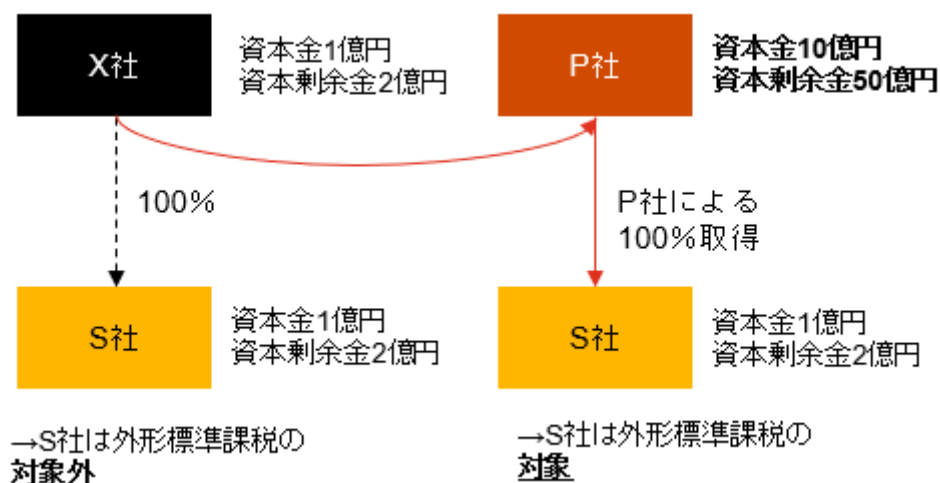 X社
資本金1億円
資本剰余金2億円
P社
資本金10億円
資本剰余金50億円
100%
P社による
100%取得
S社
資本金1億円
資本剰余金2億円
S社
資本金1億円
資本剰余金2億円
→S社は外形標準課税の
対象外
→S社は外形標準課税の
対象